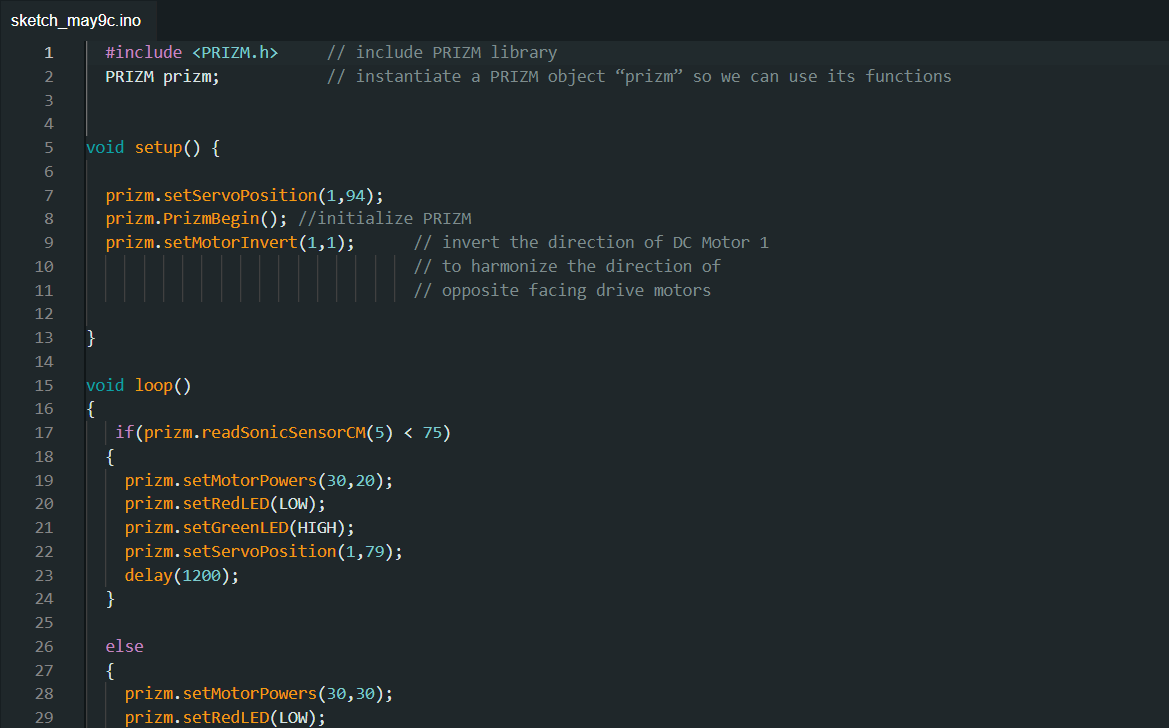 sketch_may9c.ino
1 #include <PRIZM.h> // include PRIZM library
2 PRIZM prizm; // instantiate a PRIZM object “prizm” so we can use its functions
3
4
5 void setup() {
6
7 prizm.setServoPosition(1,94);
8 prizm.PrizmBegin(); //initialize PRIZM
9 prizm.setMotorInvert(1,1); // invert the direction of DC Motor 1
10 // to harmonize the direction of
11 // opposite facing drive motors
12
13 }
14
15 void loop()
16 {
17 if(prizm.readSonicSensorCM(5) < 75)
18 {
19 prizm.setMotorPowers(30,20);
20 prizm.setRedLED(LOW);
21 prizm.setGreenLED(HIGH);
22 prizm.setServoPosition(1,79);
23 delay(1200);
24 }
25
26 else
27 {
28 prizm.setMotorPowers(30,30);
29 prizm.setRedLED(LOW);